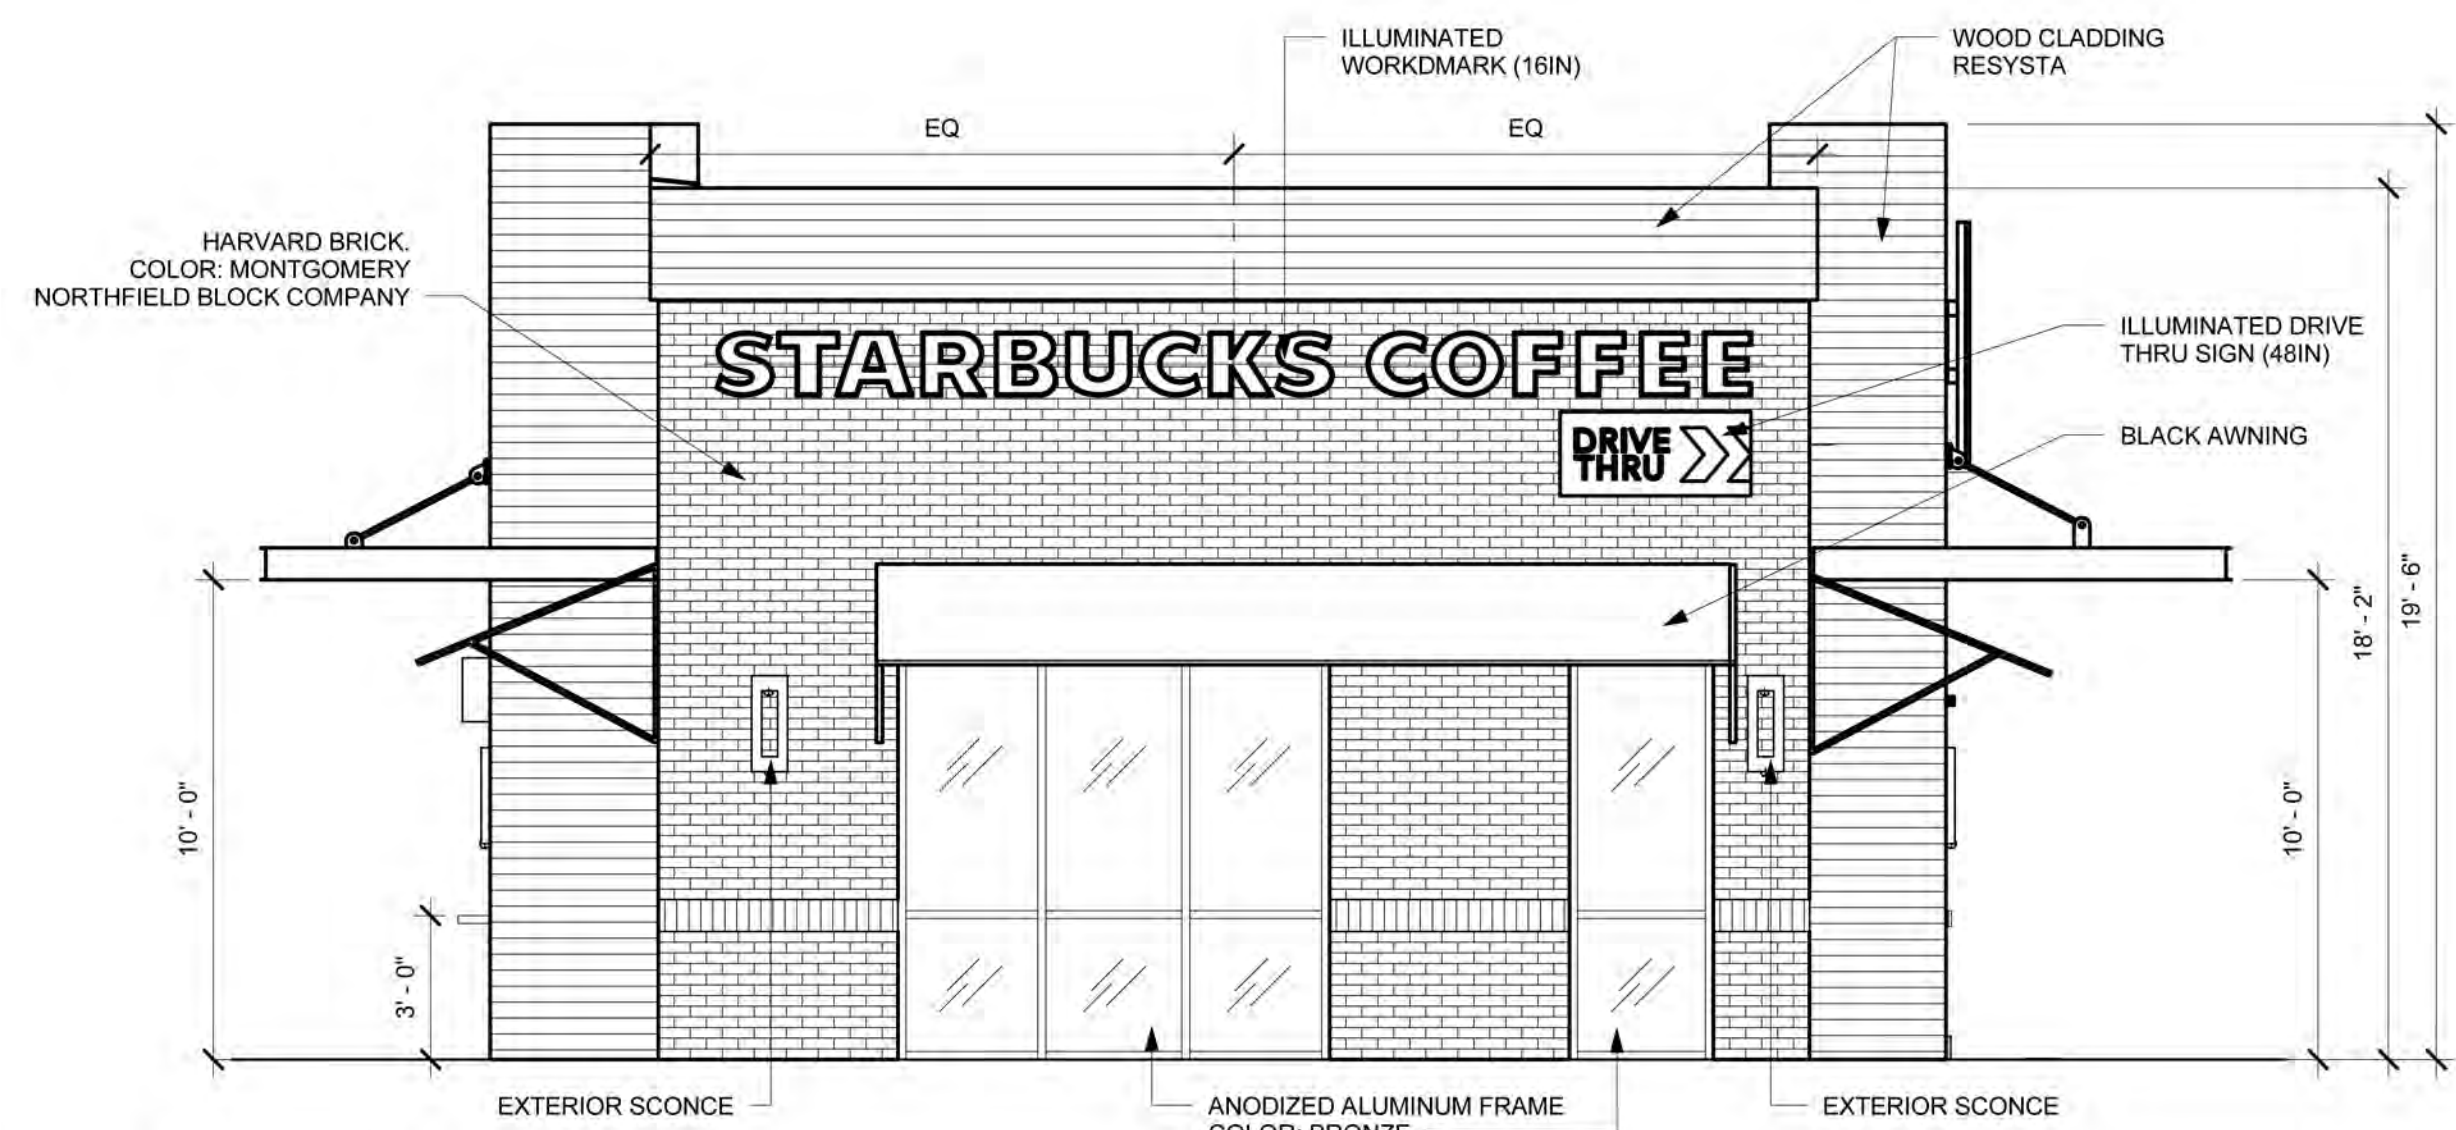 ILLUMINATED
WORKDMARK (16IN)
WOOD CLADDING
RESYSTA
EQ
EQ
HARVARD BRICK.
COLOR: MONTGOMERY
NORTHFIELD BLOCK COMPANY
STARBUCKS COFFEE
ILLUMINATED DRIVE
THRU SIGN (48IN)
DRIVE
THRU
BLACK AWNING
10' - 0"
3' - 0"
10' - 0"
18' - 2"
19' - 6"
EXTERIOR SCONCE
ANODIZED ALUMINUM FRAME
COLOR: BRONZE
EXTERIOR SCONCE